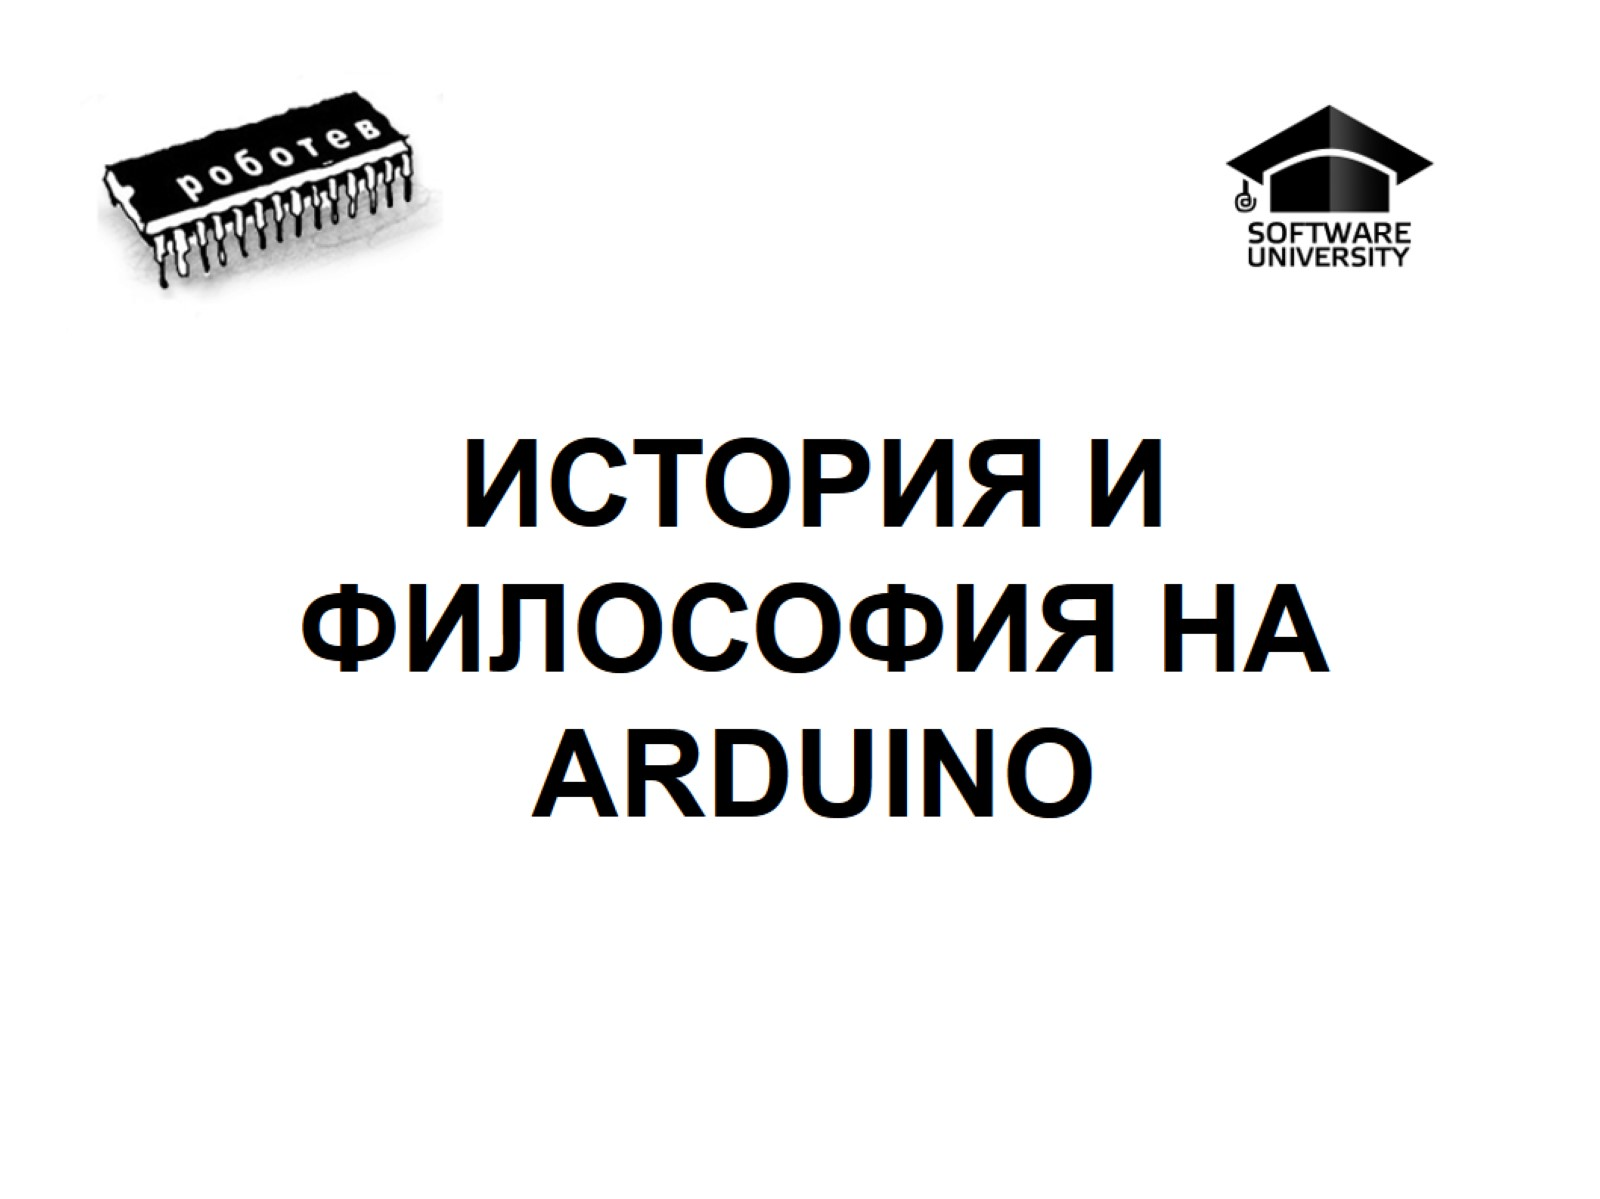 роботев
SOFTWARE
UNIVERSITY
ИСТОРИЯ И
ФИЛОСОФИЯ НА
ARDUINO